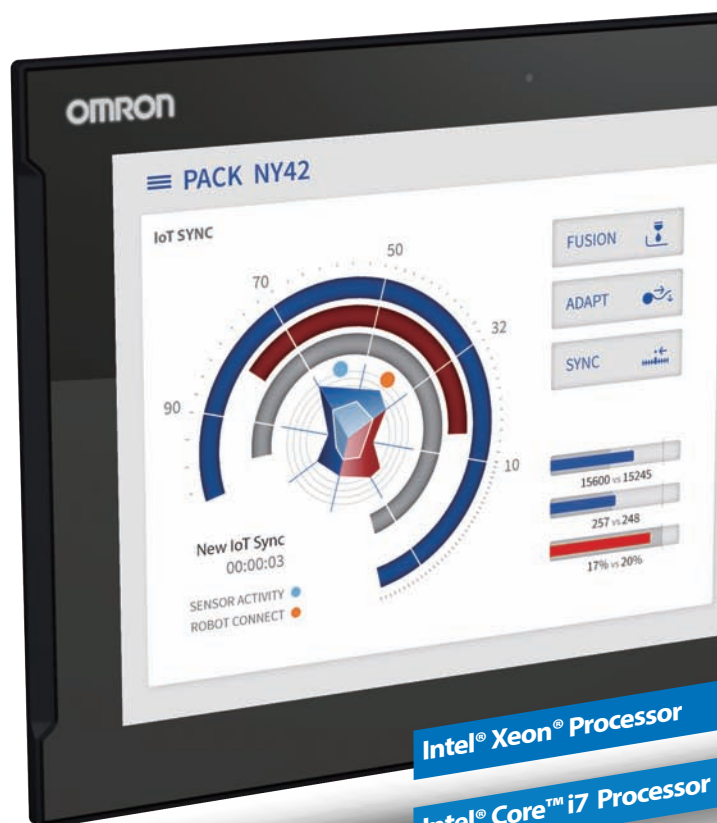 OMRON
PACK NY42
IoT SYNC
50
70
32
90
10
FUSION
ADAPT
SYNC
15600 vs 15245
257 vs 248
17% vs 20%
New IoT Sync
00:00:03
SENSOR ACTIVITY
ROBOT CONNECT
Intel® Xeon® Processor
Intel® Core™ i7 Processor